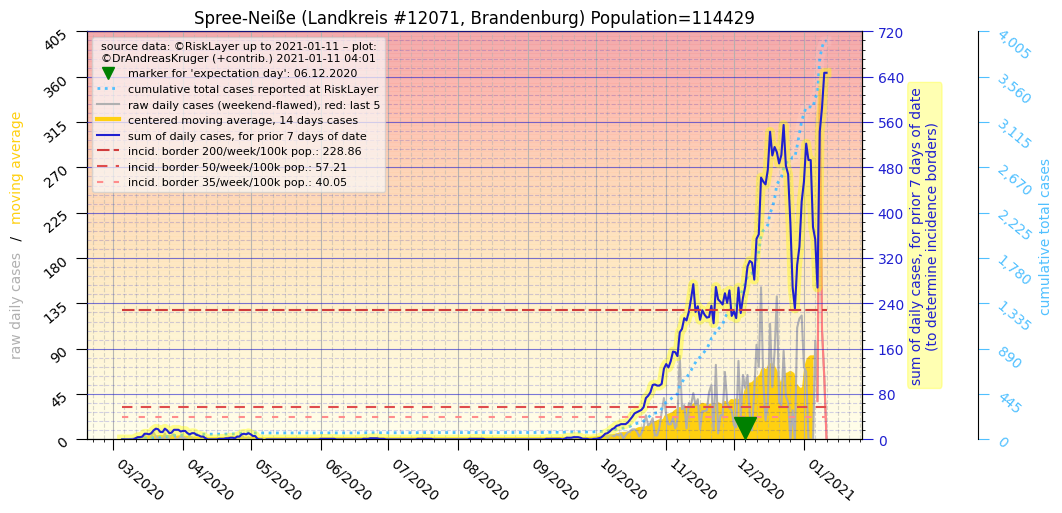 Spree-Neiße (Landkreis #12071, Brandenburg) Population=114429
source data: ©RiskLayer up to 2021-01-11 – plot:
©DrAndreasKruger (+contrib.) 2021-01-11 04:01
marker for 'expectation day': 06.12.2020
cumulative total cases reported at RiskLayer
raw daily cases (weekend-flawed), red: last 5
centered moving average, 14 days cases
sum of daily cases, for prior 7 days of date
incid. border 200/week/100k pop.: 228.86
incid. border 50/week/100k pop.: 57.21
incid. border 35/week/100k pop.: 40.05
raw daily cases / moving average
405
360
315
270
225
180
135
90
45
0
03/2020
04/2020
05/2020
06/2020
07/2020
08/2020
09/2020
10/2020
11/2020
12/2020
01/2021
720
640
560
480
400
320
240
160
80
0
sum of daily cases, for prior 7 days of date
(to determine incidence borders)
4,005
3,560
3,115
2,670
2,225
1,780
1,335
890
445
0
cumulative total cases